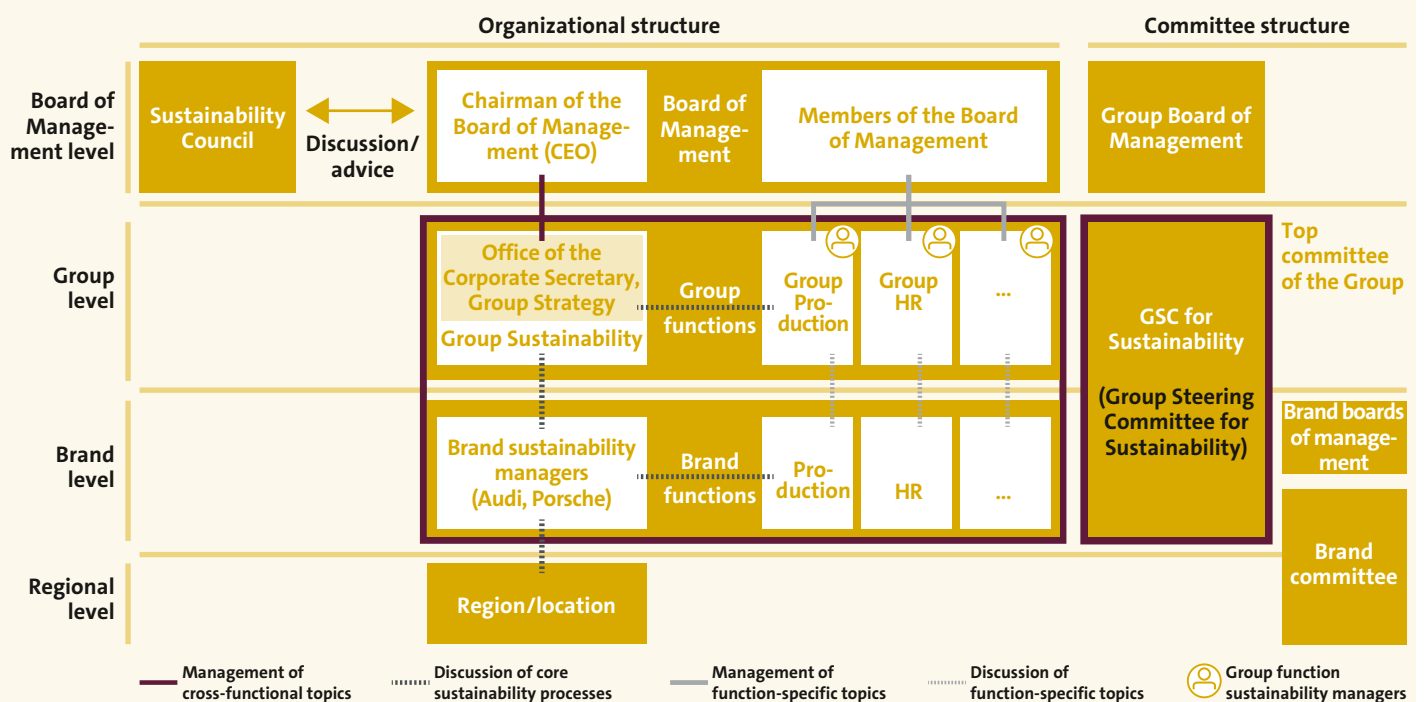 Organizational structure
Committee structure
Board of
Manage-
ment level
Sustainability
Council
Discussion/
advice
Chairman of the
Board of Manage-
ment (CEO)
Board of
Manage-
ment
Members of the Board
of Management
Group Board of
Management
Group
level
Office of the
Corporate Secretary,
Group Strategy
Group Sustainability
Group
functions
Group
Pro-
duction
Group
HR
...
GSC for
Sustainability
(Group Steering
Committee for
Sustainability)
Top
committee
of the Group
Brand
level
Brand sustainability
managers
(Audi, Porsche)
Brand
functions
Pro-
duction
HR
...
Brand boards
of manage-
ment
Brand
committee
Regional
level
Region/location
Management of
cross-functional topics
Discussion of core
sustainability processes
Management of
function-specific topics
Discussion of
function-specific topics
Group function
sustainability managers